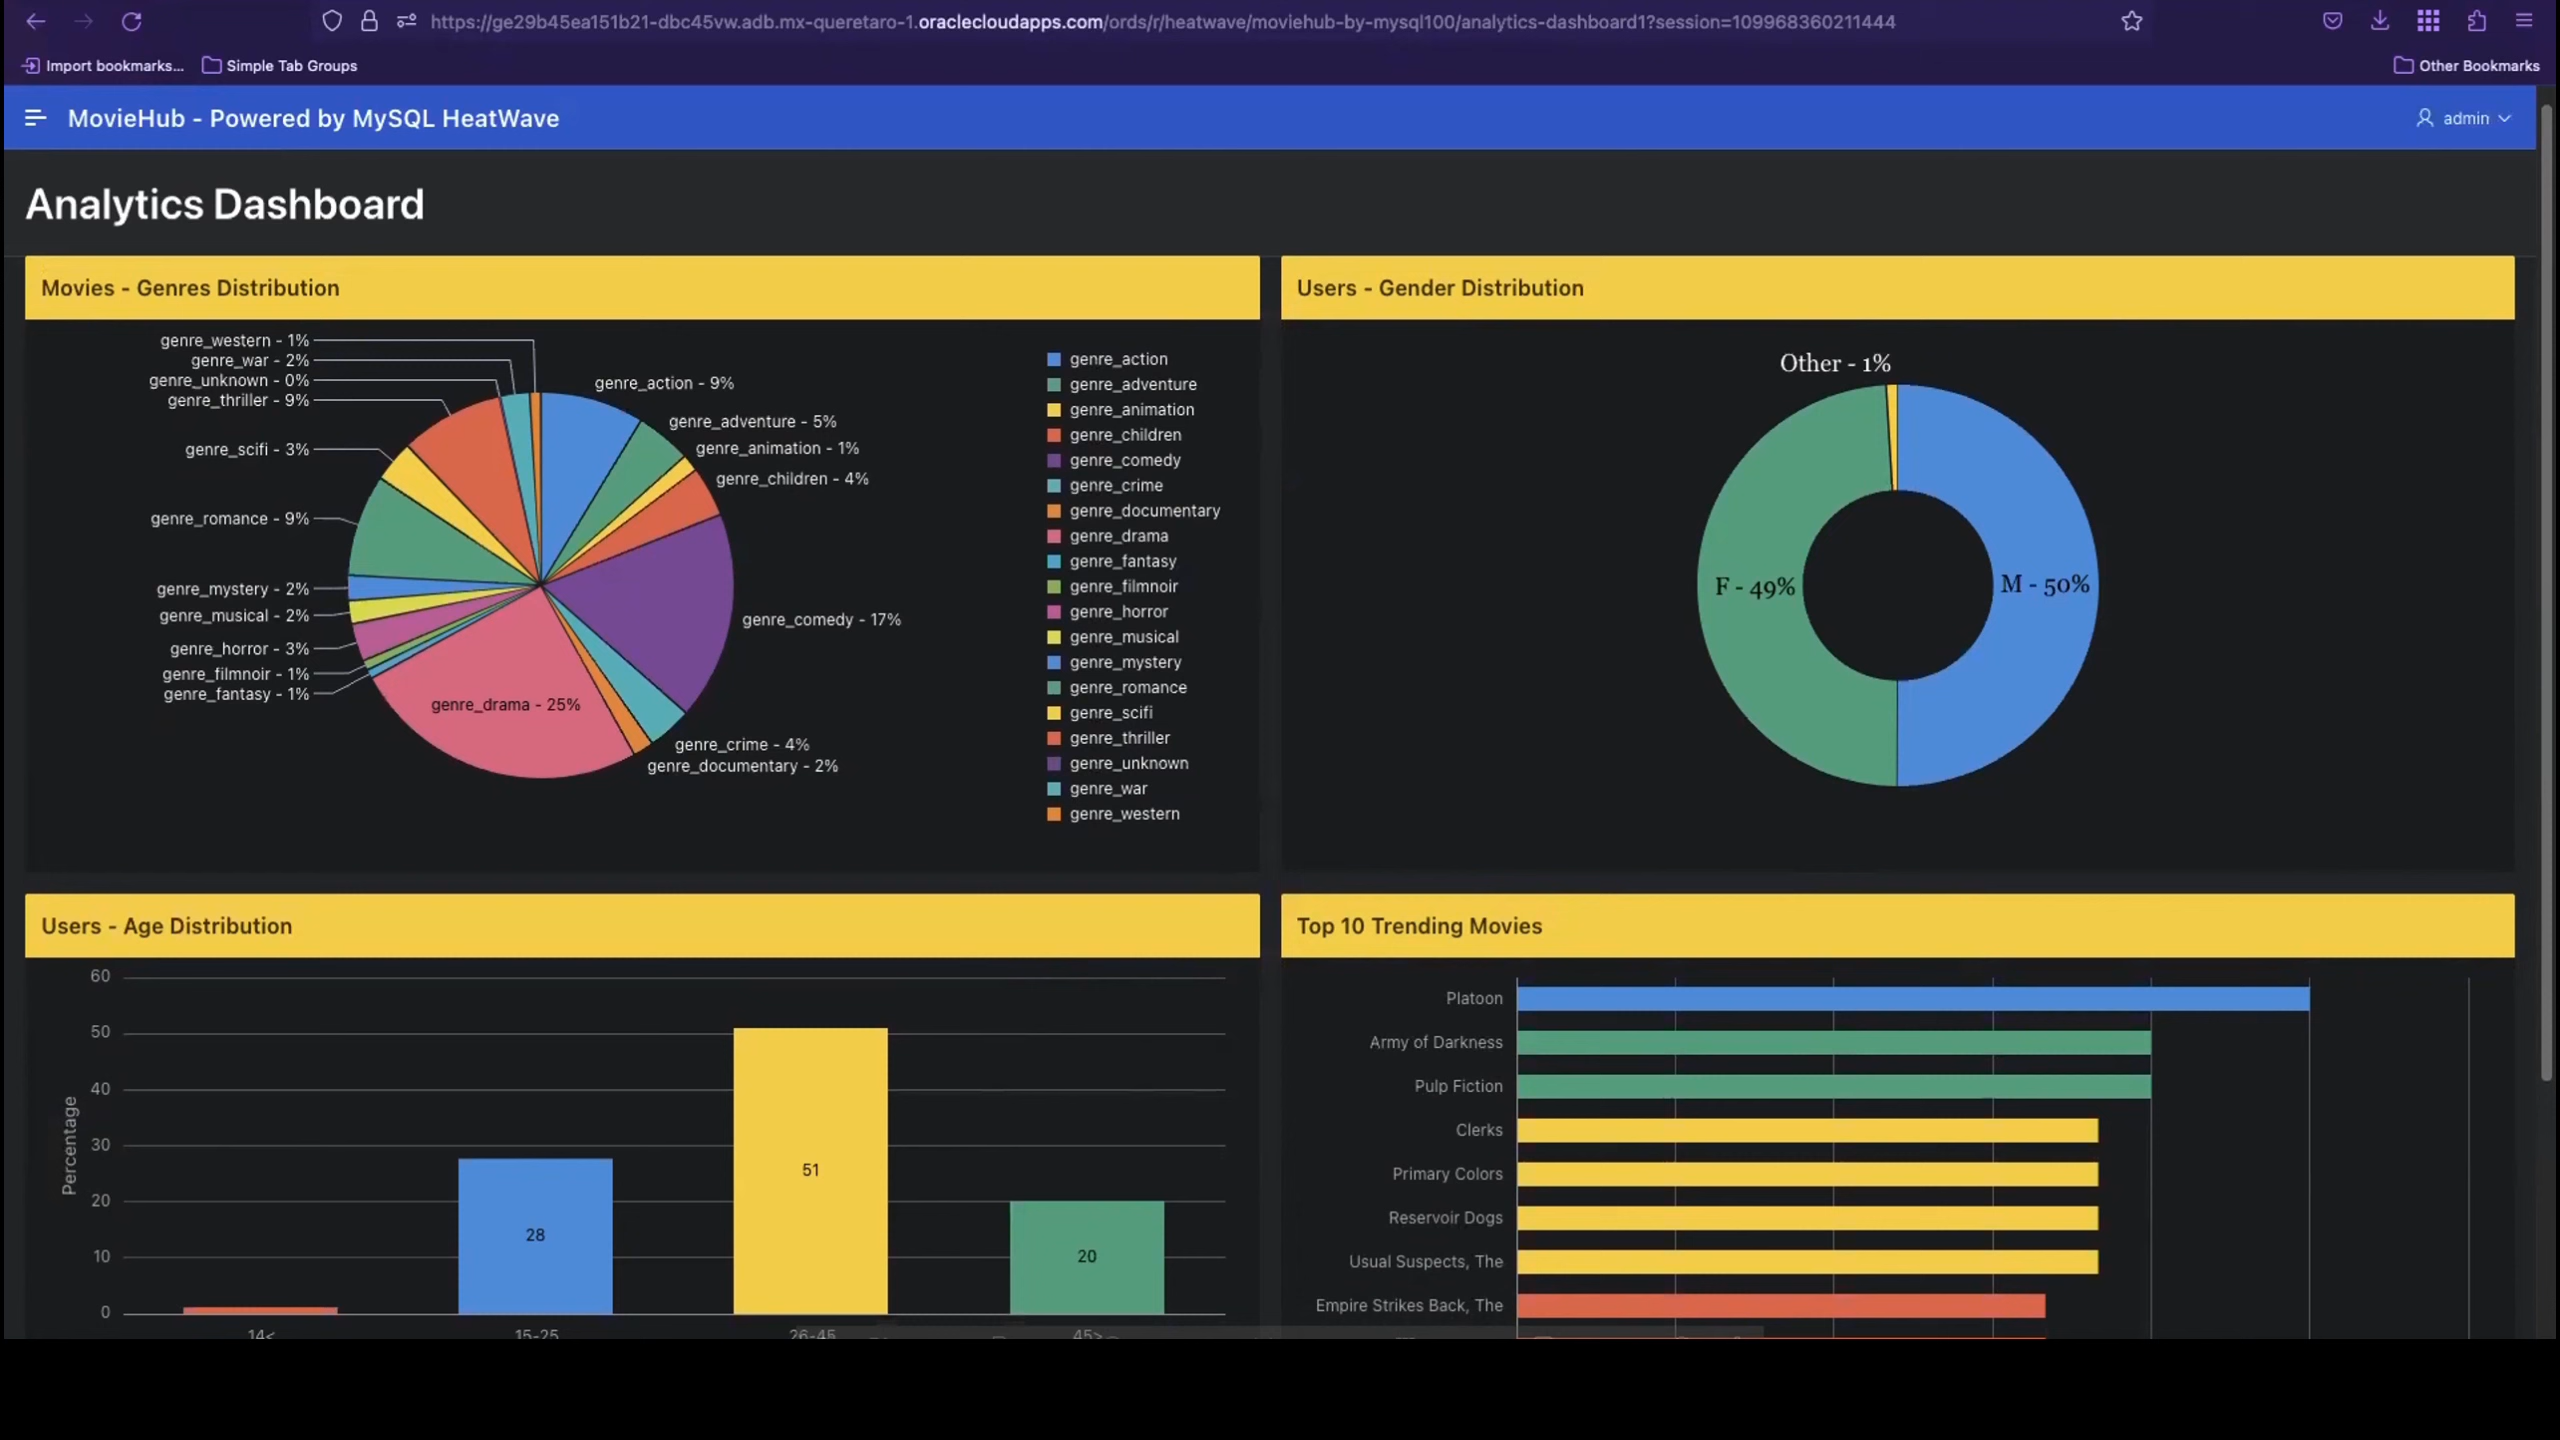 https://ge29b45ea151b21-dbc45vw.adb.mx-queretaro-1.oraclecloudapps.com/ords/r/heatwave/moviehub-by-mysql100/analytics-dashboard1?session=109968360211444
Import bookmarks...
Simple Tab Groups
Other Bookmarks
MovieHub - Powered by MySQL HeatWave
admin
Analytics Dashboard
Movies - Genres Distribution
genre_western - 1%
genre_war - 2%
genre_unknown - 0%
genre_thriller - 9%
genre_scifi - 3%
genre_romance - 9%
genre_mystery - 2%
genre_musical - 2%
genre_horror - 3%
genre_filmnoir - 1%
genre_fantasy - 1%
genre_action - 9%
genre_adventure - 5%
genre_animation - 1%
genre_children - 4%
genre_comedy - 17%
genre_drama - 25%
genre_crime - 4%
genre_documentary - 2%
genre_action
genre_adventure
genre_animation
genre_children
genre_comedy
genre_crime
genre_documentary
genre_drama
genre_fantasy
genre_filmnoir
genre_horror
genre_musical
genre_mystery
genre_romance
genre_scifi
genre_thriller
genre_unknown
genre_war
genre_western
Users - Gender Distribution
Other - 1%
F - 49%
M - 50%
Users - Age Distribution
Percentage
60
50
40
30
20
10
0
28
51
20
14<
15-25
26-45
45>
Top 10 Trending Movies
Platoon
Army of Darkness
Pulp Fiction
Clerks
Primary Colors
Reservoir Dogs
Usual Suspects, The
Empire Strikes Back, The